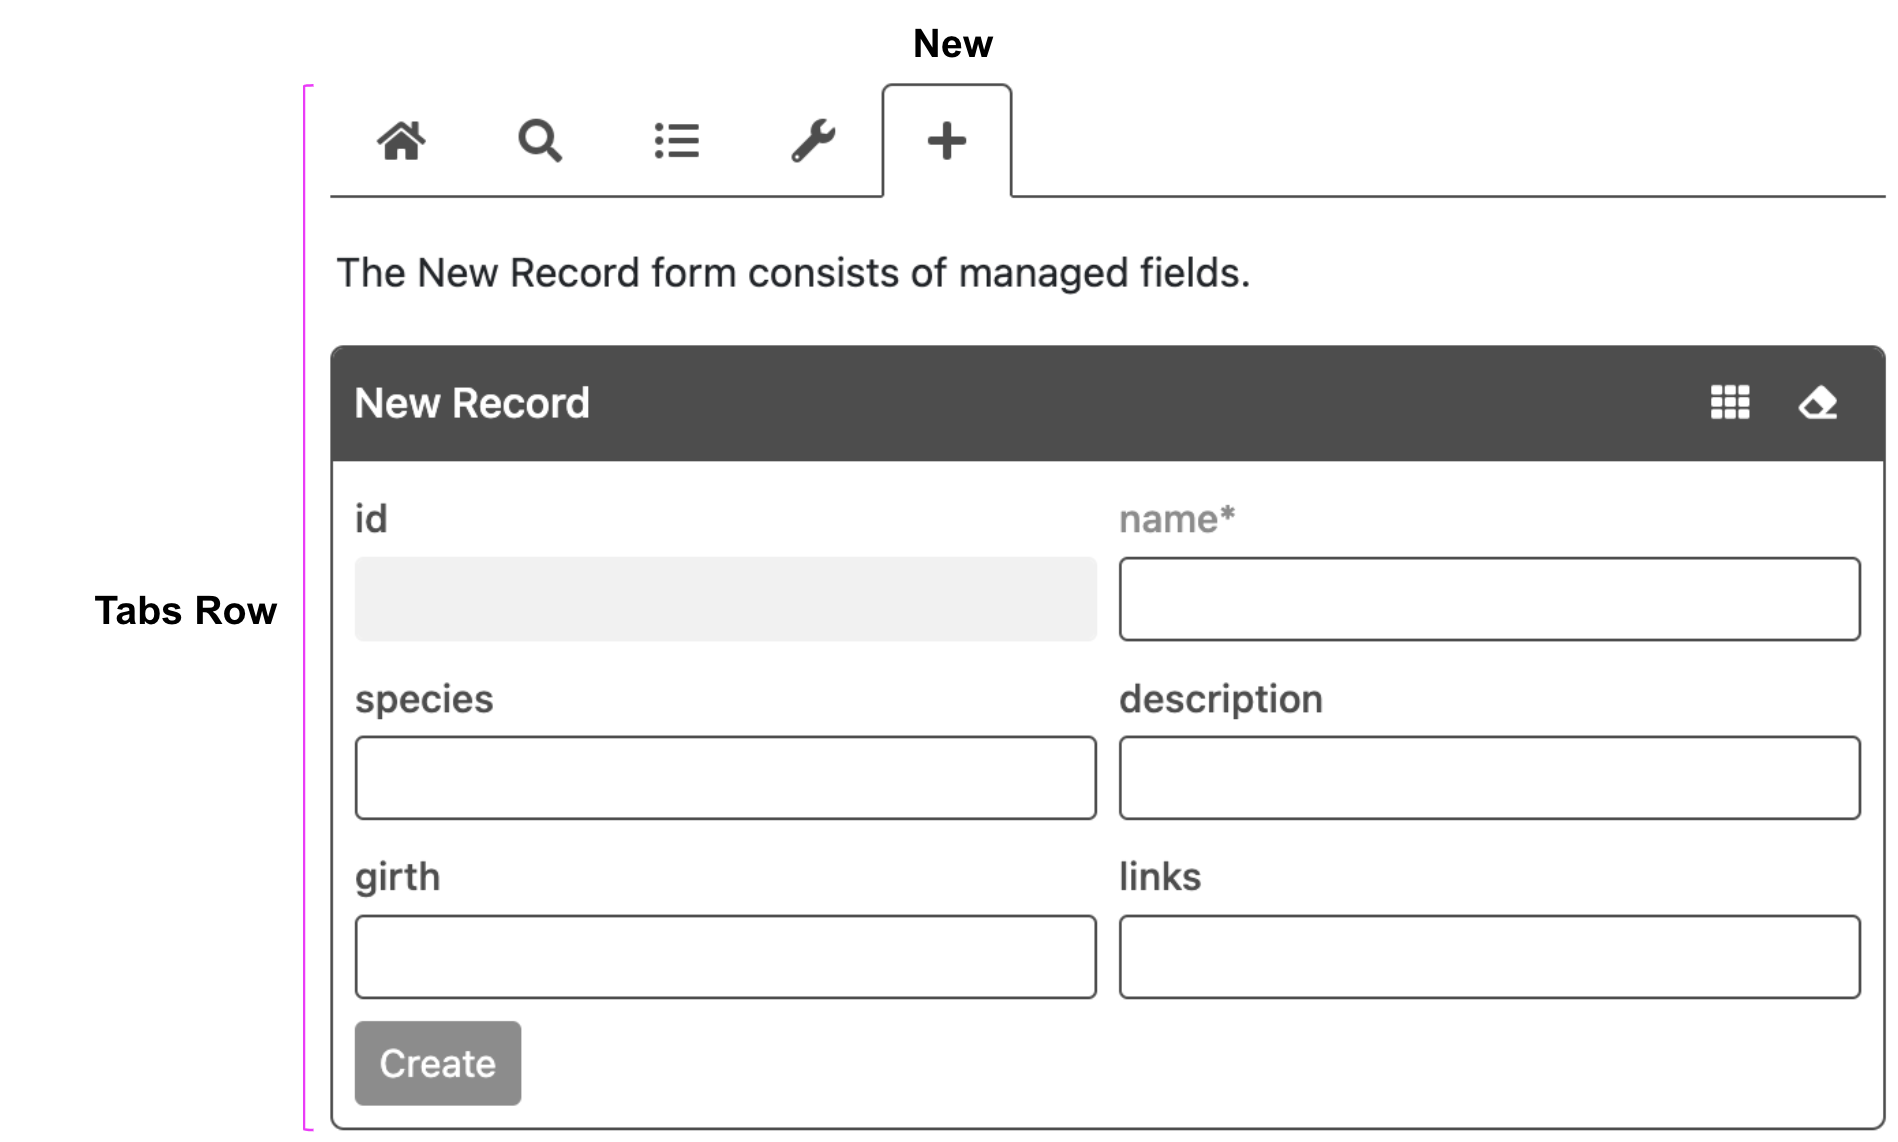 New
The New Record form consists of managed fields.
New Record
id
name*
Tabs Row
species
description
girth
links
Create